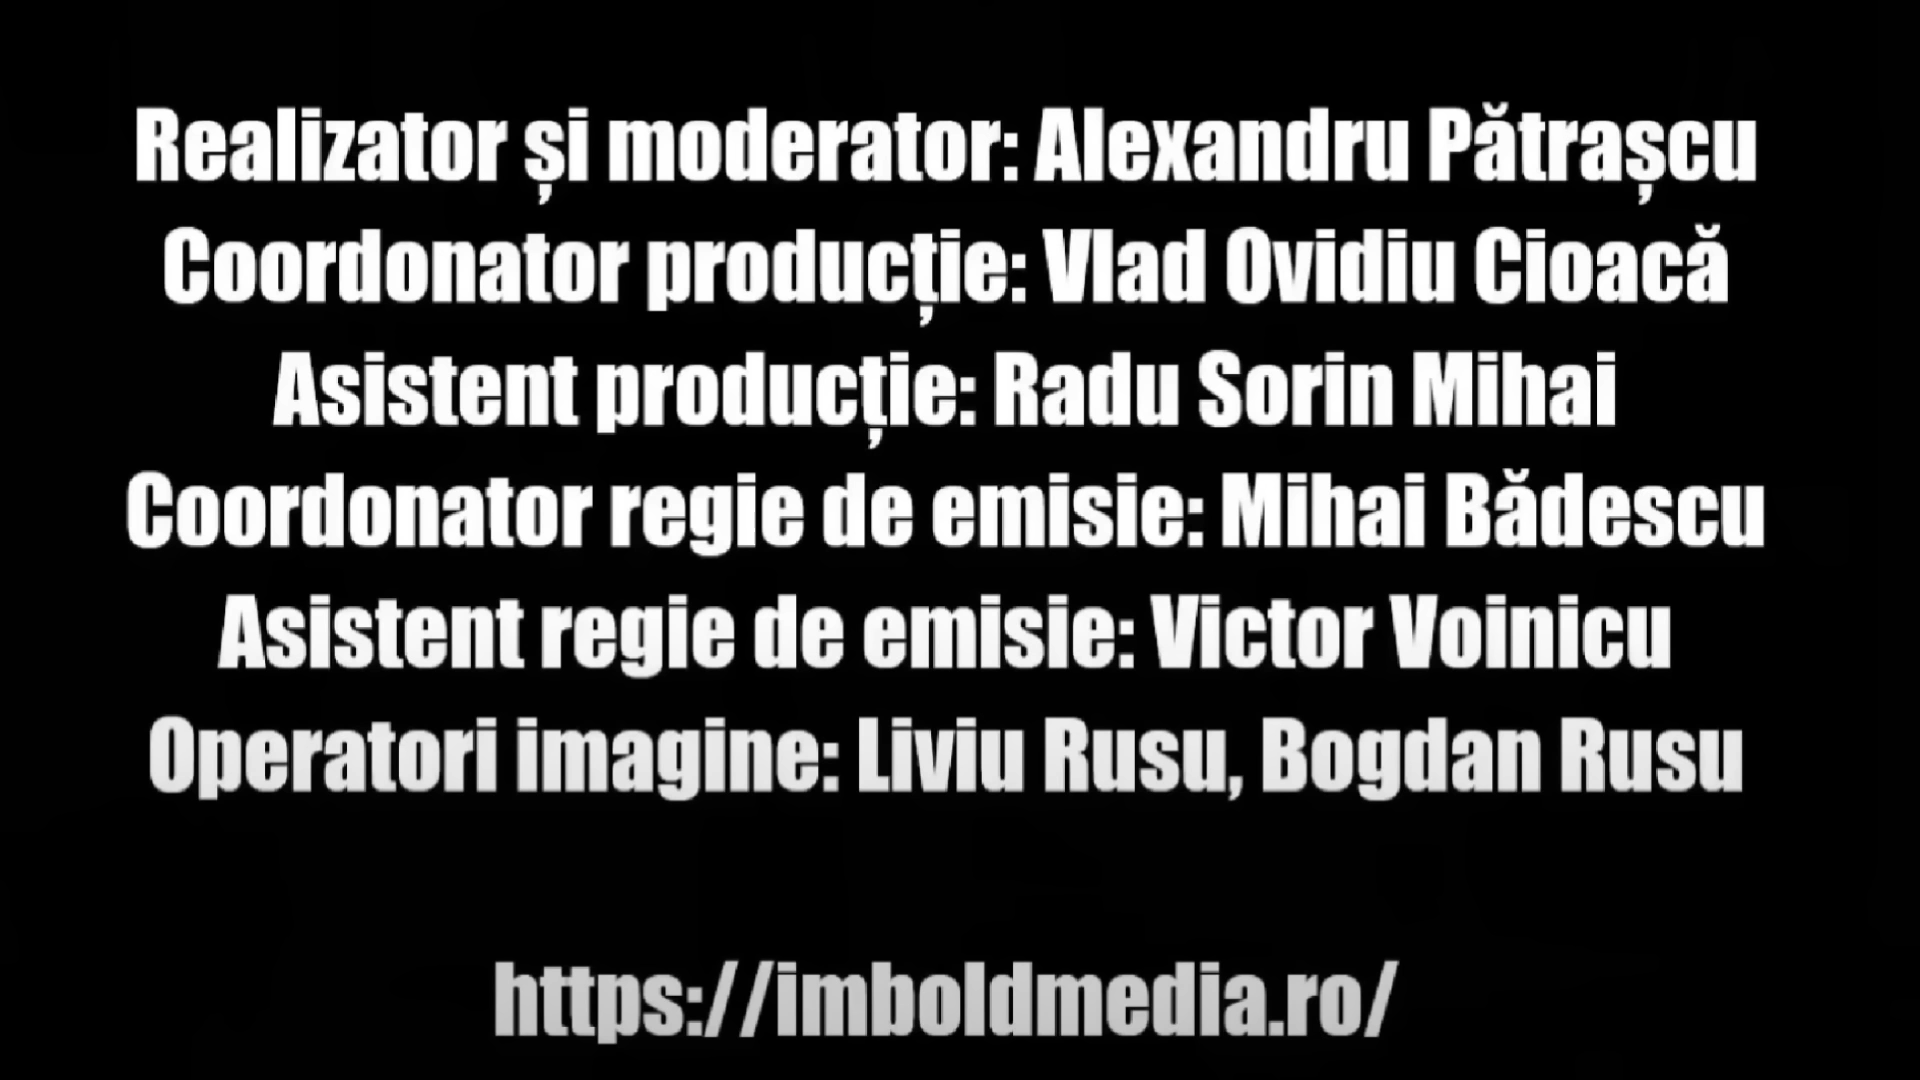 Realizator și moderator: Alexandru Pătrașcu
Coordonator producție: Vlad Ovidiu Cioacă
Asistent producție: Radu Sorin Mihai
Coordonator regie de emisie: Mihai Bădescu
Asistent regie de emisie: Victor Voinicu
Operatori imagine: Liviu Rusu, Bogdan Rusu
https://imboldmedia.ro/